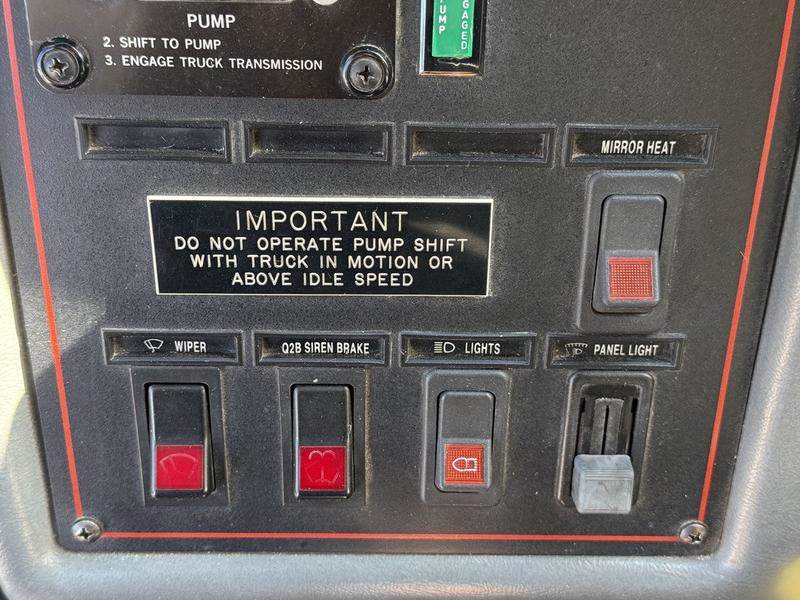 PUMP
2. SHIFT TO PUMP
3. ENGAGE TRUCK TRANSMISSION
PUMP
GAGED
MIRROR HEAT
IMPORTANT
DO NOT OPERATE PUMP SHIFT
WITH TRUCK IN MOTION OR
ABOVE IDLE SPEED
WIPER
Q2B SIREN BRAKE
LIGHTS
PANEL LIGHT